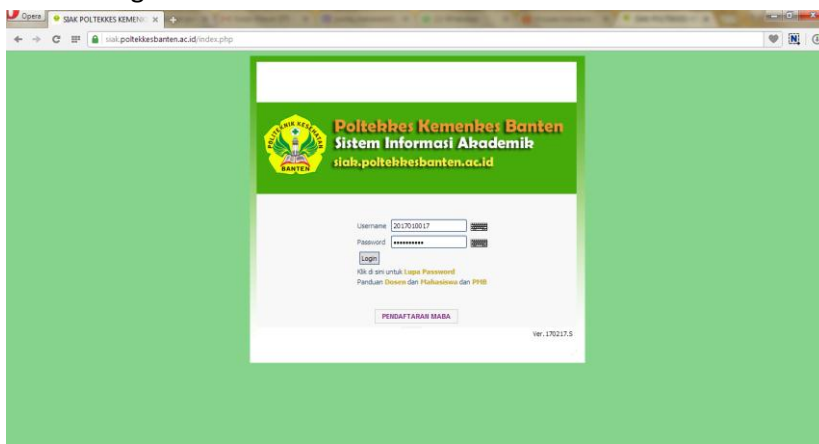 Opera
SIAK POLTEKKES KEMEN
siak.poltekkesbanten.ac.id/index.php
POLITEKNIK KESEHATAN
BANTEN
Poltekkes Kemenkes Banten
Sistem Informasi Akademik
siak.poltekkesbanten.ac.id
Username 2017010017
Password ••••••••••
Login
Klik di sini untuk Lupa Password
Panduan Dosen dan Mahasiswa dan PMB
PENDAFTARAN MABA
Ver. 170217.S